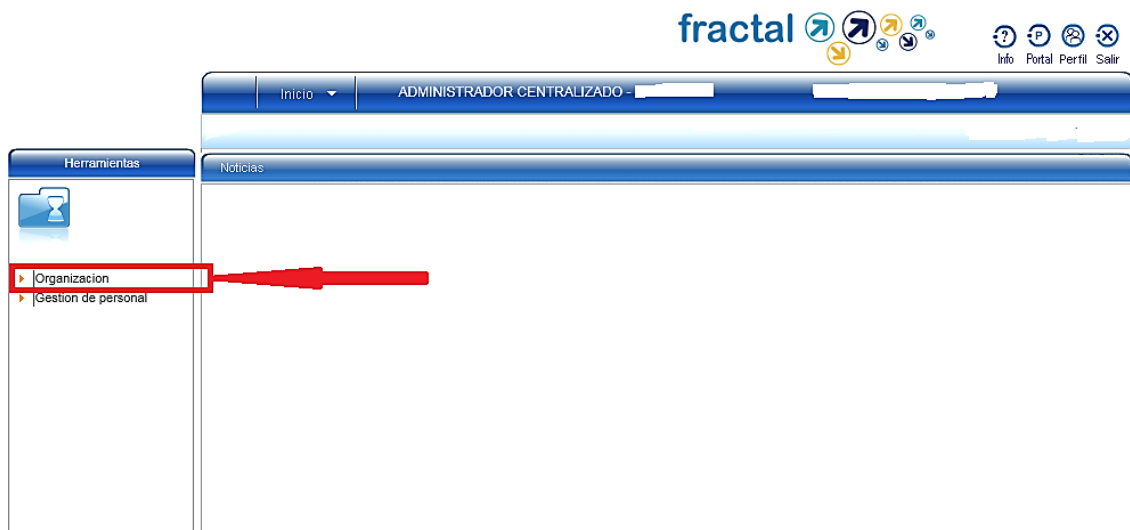 fractal
Info Portal Perfil Salir
Inicio ADMINISTRADOR CENTRALIZADO -
Herramientas
Noticias
Organizacion
Gestion de personal